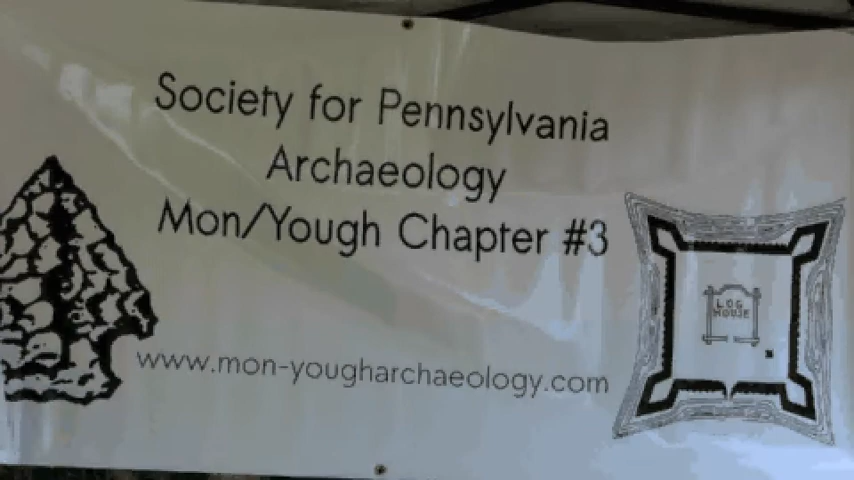 Society for Pennsylvania
Archaeology
Mon/Yough Chapter #3
LOG
HOUSE
www.mon-yougharchaeology.com